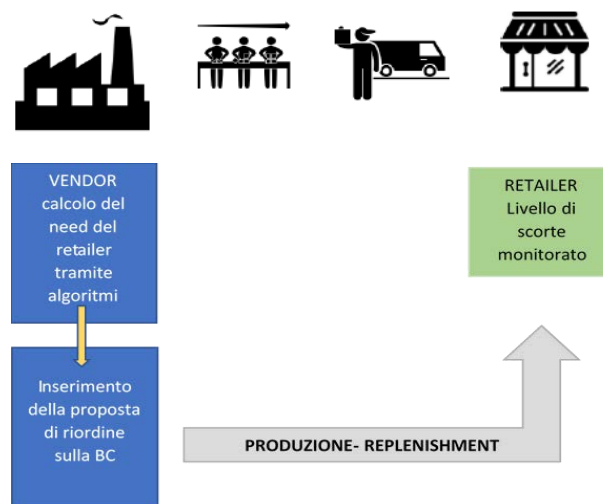 VENDOR
calcolo del
need del
retailer
tramite
algoritmi
RETAILER
Livello di
scorte
monitorato
Inserimento
della proposta
di riordine
sulla BC
PRODUZIONE- REPLENISHMENT